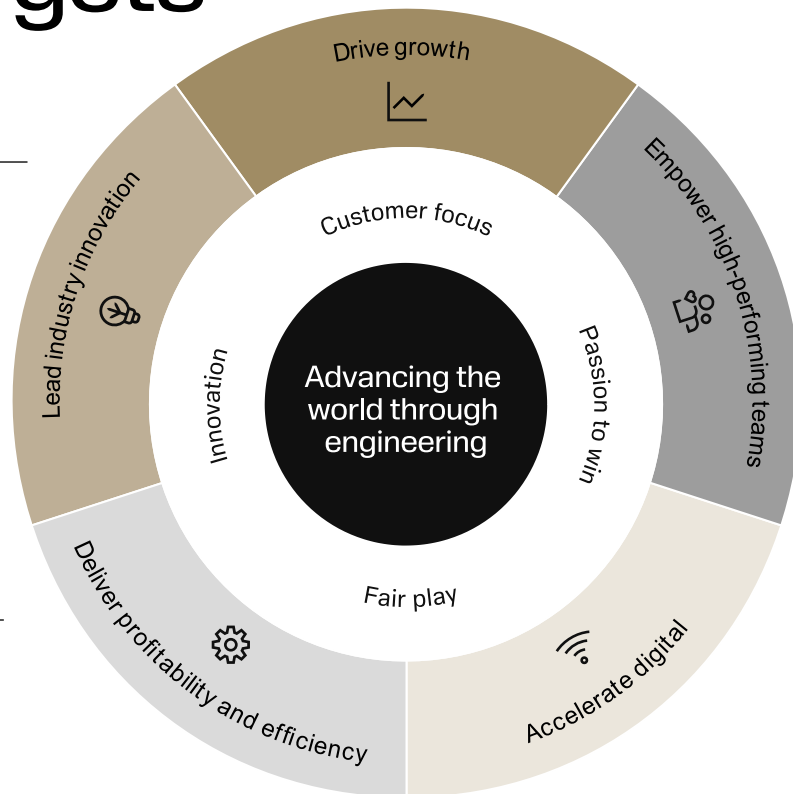 Drive growth
Empower high-performing teams
Accelerate digital
Deliver profitability and efficiency
Lead industry innovation
Customer focus
Passion to win
Fair play
Innovation
Advancing the
world through
engineering